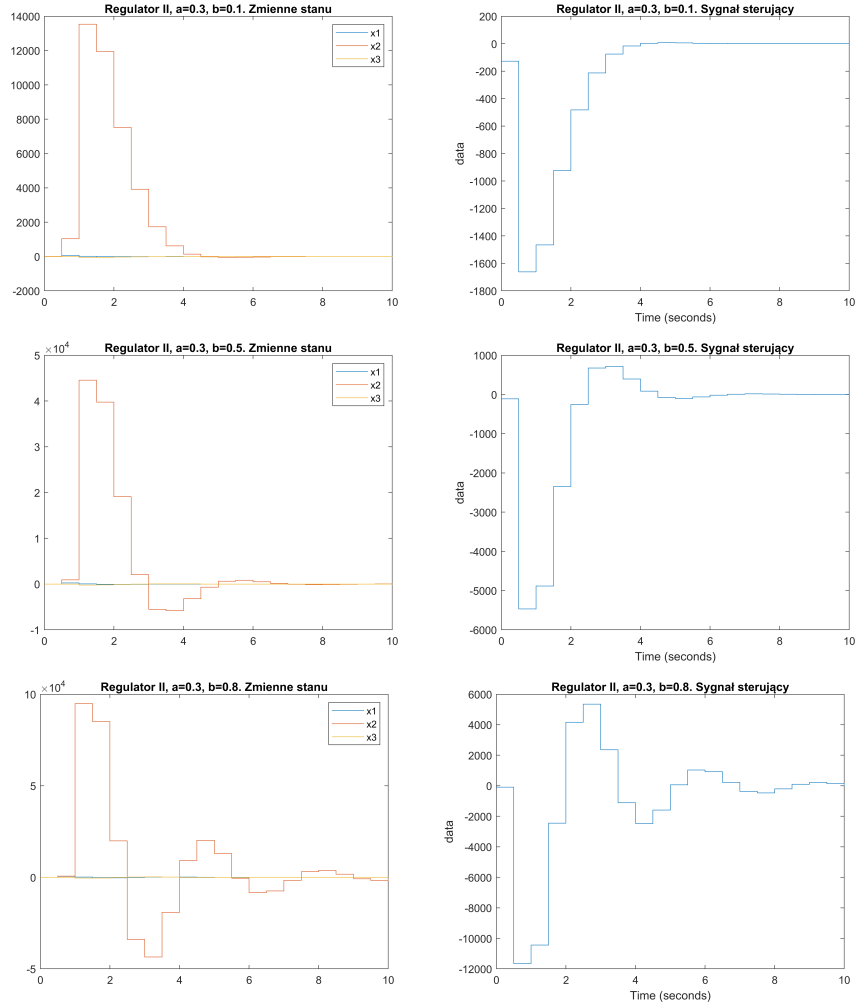 Regulator II, a=0.3, b=0.1. Zmienne stanu
14000
12000
10000
8000
6000
4000
2000
0
-2000
0 2 4 6 8 10
x1
x2
x3
Regulator II, a=0.3, b=0.1. Sygnał sterujący
200
0
-200
-400
-600
-800
-1000
-1200
-1400
-1600
-1800
data
0 2 4 6 8 10
Time (seconds)
Regulator II, a=0.3, b=0.5. Zmienne stanu
×10^4
5
4
3
2
1
0
-1
0 2 4 6 8 10
x1
x2
x3
Regulator II, a=0.3, b=0.5. Sygnał sterujący
1000
0
-1000
-2000
-3000
-4000
-5000
-6000
data
0 2 4 6 8 10
Time (seconds)
Regulator II, a=0.3, b=0.8. Zmienne stanu
×10^4
10
5
0
-5
0 2 4 6 8 10
x1
x2
x3
Regulator II, a=0.3, b=0.8. Sygnał sterujący
6000
4000
2000
0
-2000
-4000
-6000
-8000
-10000
-12000
data
0 2 4 6 8 10
Time (seconds)